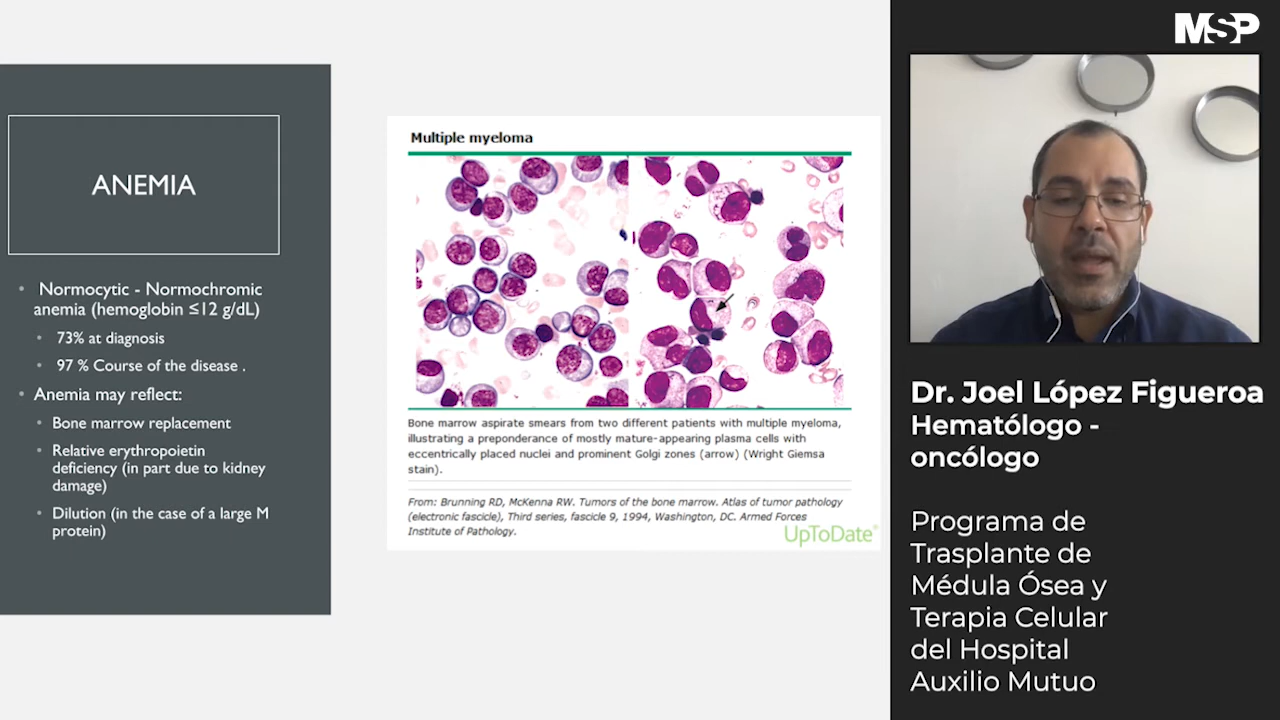 ANEMIA
Normocytic - Normochromic
anemia (hemoglobin ≤12 g/dL)
73% at diagnosis
97 % Course of the disease .
Anemia may reflect:
Bone marrow replacement
Relative erythropoietin
deficiency (in part due to kidney
damage)
Dilution (in the case of a large M
protein)
Multiple myeloma
Bone marrow aspirate smears from two different patients with multiple myeloma,
illustrating a preponderance of mostly mature-appearing plasma cells with
eccentrically placed nuclei and prominent Golgi zones (arrow) (Wright Giemsa
stain).
From: Brunning RD, McKenna RW. Tumors of the bone marrow. Atlas of tumor pathology
(electronic fascicle), Third series, fascicle 9, 1994, Washington, DC. Armed Forces
Institute of Pathology.
UpToDate®
MSP
Dr. Joel López Figueroa
Hematólogo -
oncólogo
Programa de
Trasplante de
Médula Ósea y
Terapia Celular
del Hospital
Auxilio Mutuo